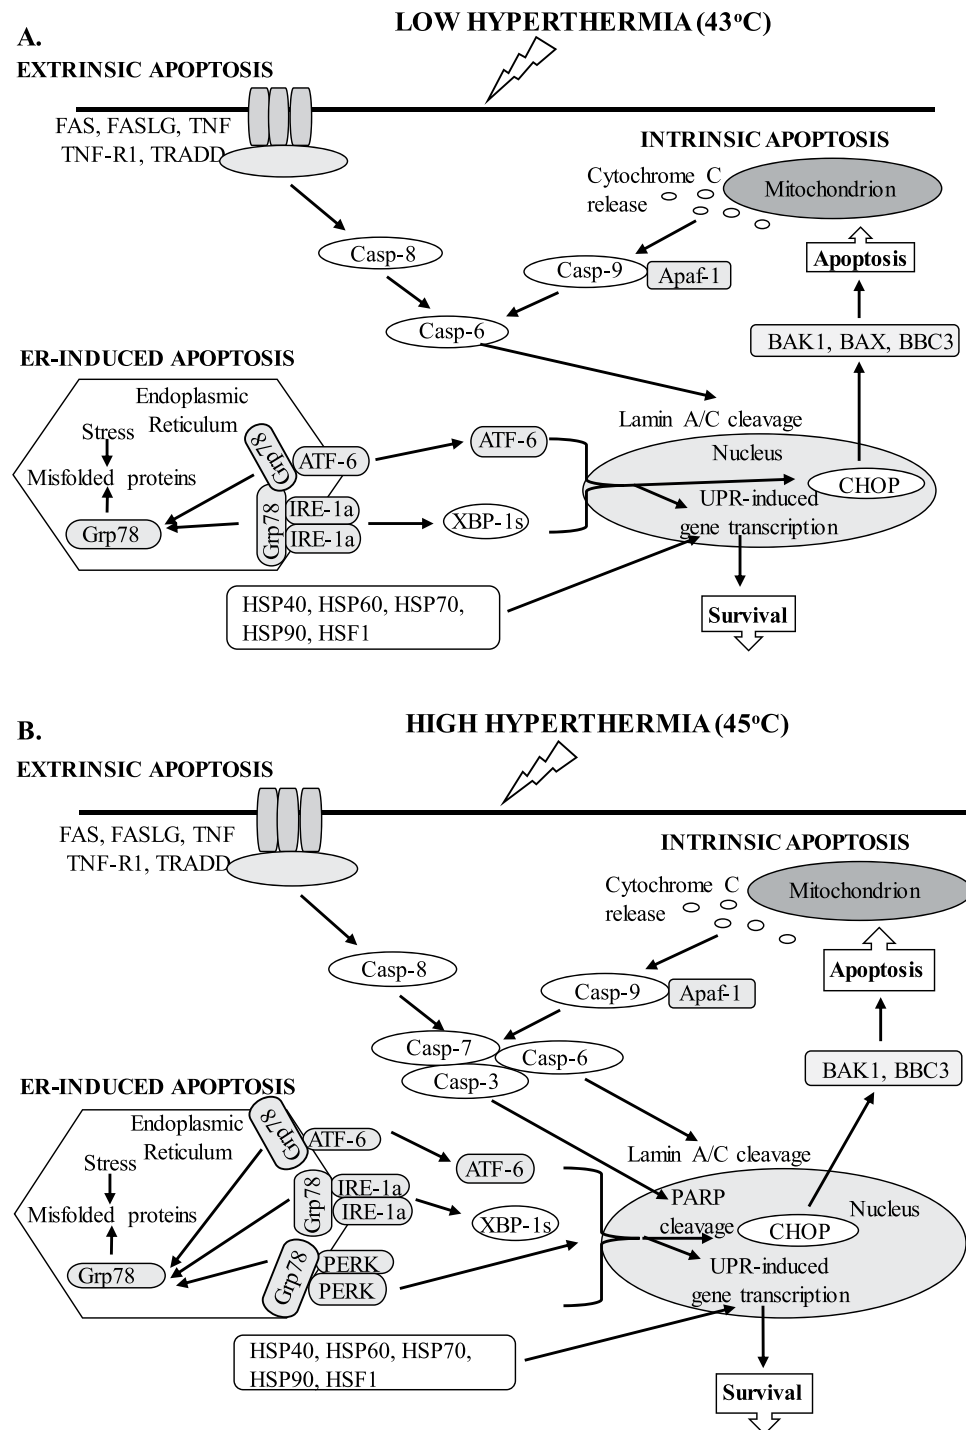 A.
LOW HYPERTHERMIA (43°C)
EXTRINSIC APOPTOSIS
FAS, FASLG, TNF
TNF-R1, TRADD
INTRINSIC APOPTOSIS
Cytochrome C
release
Mitochondrion
Casp-8
Casp-9
Apaf-1
Apoptosis
Casp-6
BAK1, BAX, BBC3
ER-INDUCED APOPTOSIS
Endoplasmic
Reticulum
Stress
Misfolded proteins
Grp78
Grp78
ATF-6
Grp78
IRE-1a
IRE-1a
ATF-6
XBP-1s
Lamin A/C cleavage
Nucleus
CHOP
UPR-induced
gene transcription
HSP40, HSP60, HSP70,
HSP90, HSF1
Survival
B.
HIGH HYPERTHERMIA (45°C)
EXTRINSIC APOPTOSIS
FAS, FASLG, TNF
TNF-R1, TRADD
INTRINSIC APOPTOSIS
Cytochrome C
release
Mitochondrion
Casp-8
Casp-9
Apaf-1
Apoptosis
Casp-7
Casp-6
Casp-3
BAK1, BBC3
ER-INDUCED APOPTOSIS
Endoplasmic
Reticulum
Stress
Misfolded proteins
Grp78
Grp78
ATF-6
Grp78
IRE-1a
IRE-1a
Grp78
PERK
PERK
ATF-6
XBP-1s
Lamin A/C cleavage
PARP
cleavage
Nucleus
CHOP
UPR-induced
gene transcription
HSP40, HSP60, HSP70,
HSP90, HSF1
Survival